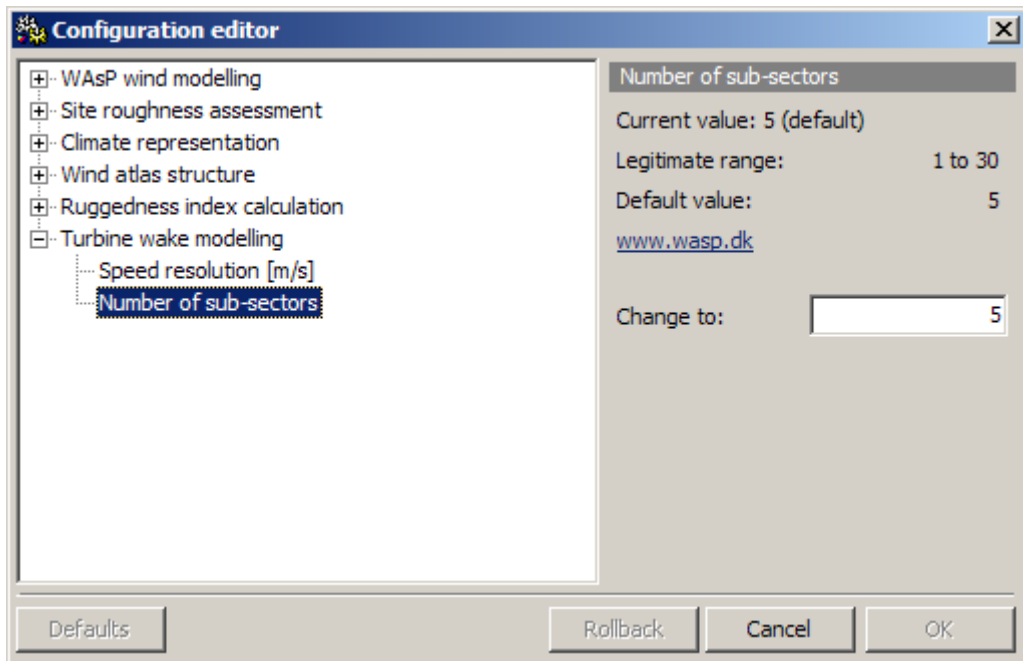 Configuration editor
WAsP wind modelling
Site roughness assessment
Climate representation
Wind atlas structure
Ruggedness index calculation
Turbine wake modelling
Speed resolution [m/s]
Number of sub-sectors
Number of sub-sectors
Current value: 5 (default)
Legitimate range: 1 to 30
Default value: 5
www.wasp.dk
Change to: 5
Defaults Rollback Cancel OK